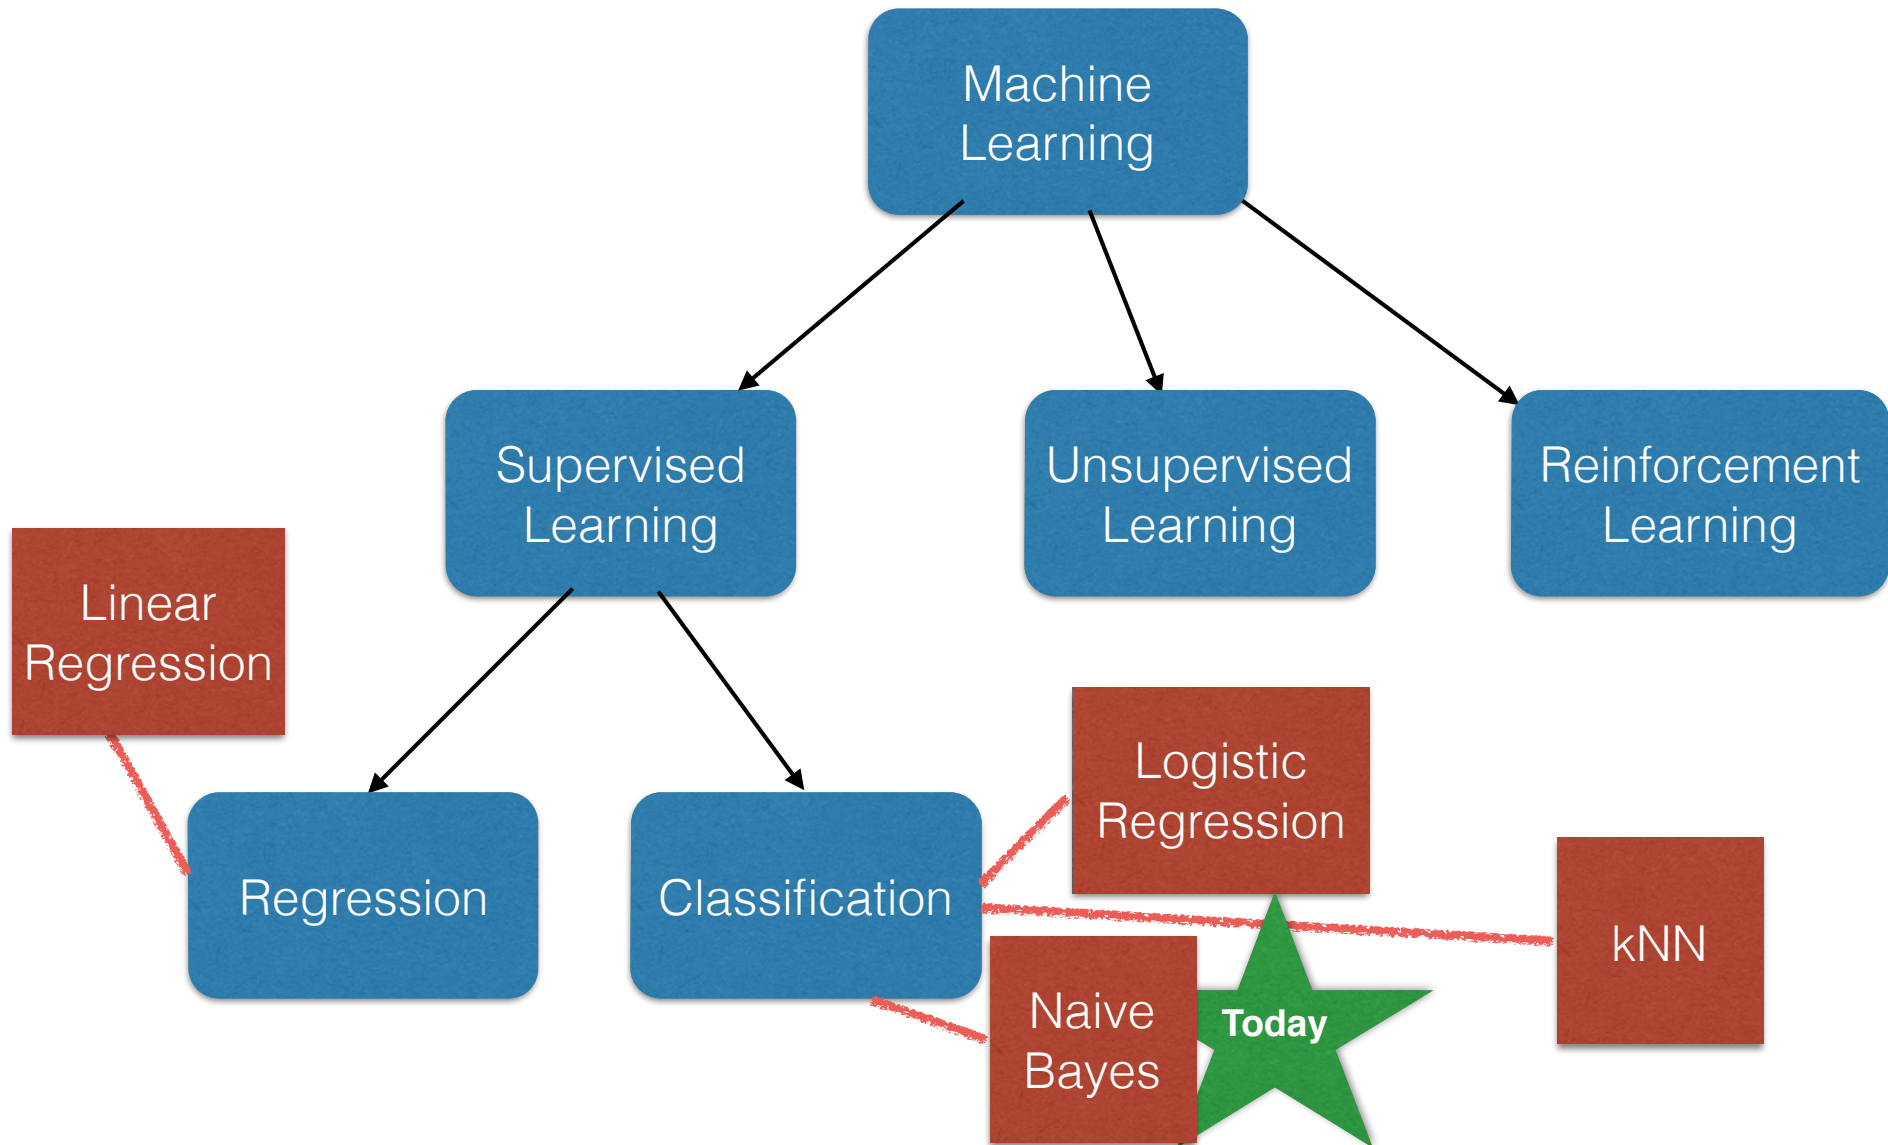 Machine
Learning
Supervised
Learning
Unsupervised
Learning
Reinforcement
Learning
Linear
Regression
Logistic
Regression
Regression
Classification
kNN
Naive
Bayes
Today